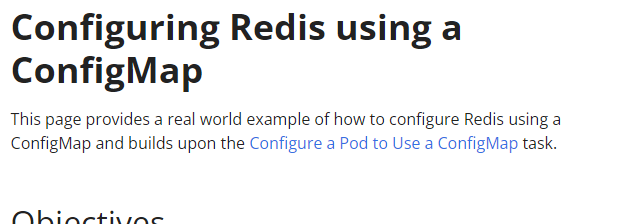 Configuring Redis using a
ConfigMap
This page provides a real world example of how to configure Redis using a
ConfigMap and builds upon the Configure a Pod to Use a ConfigMap task.
Objectives